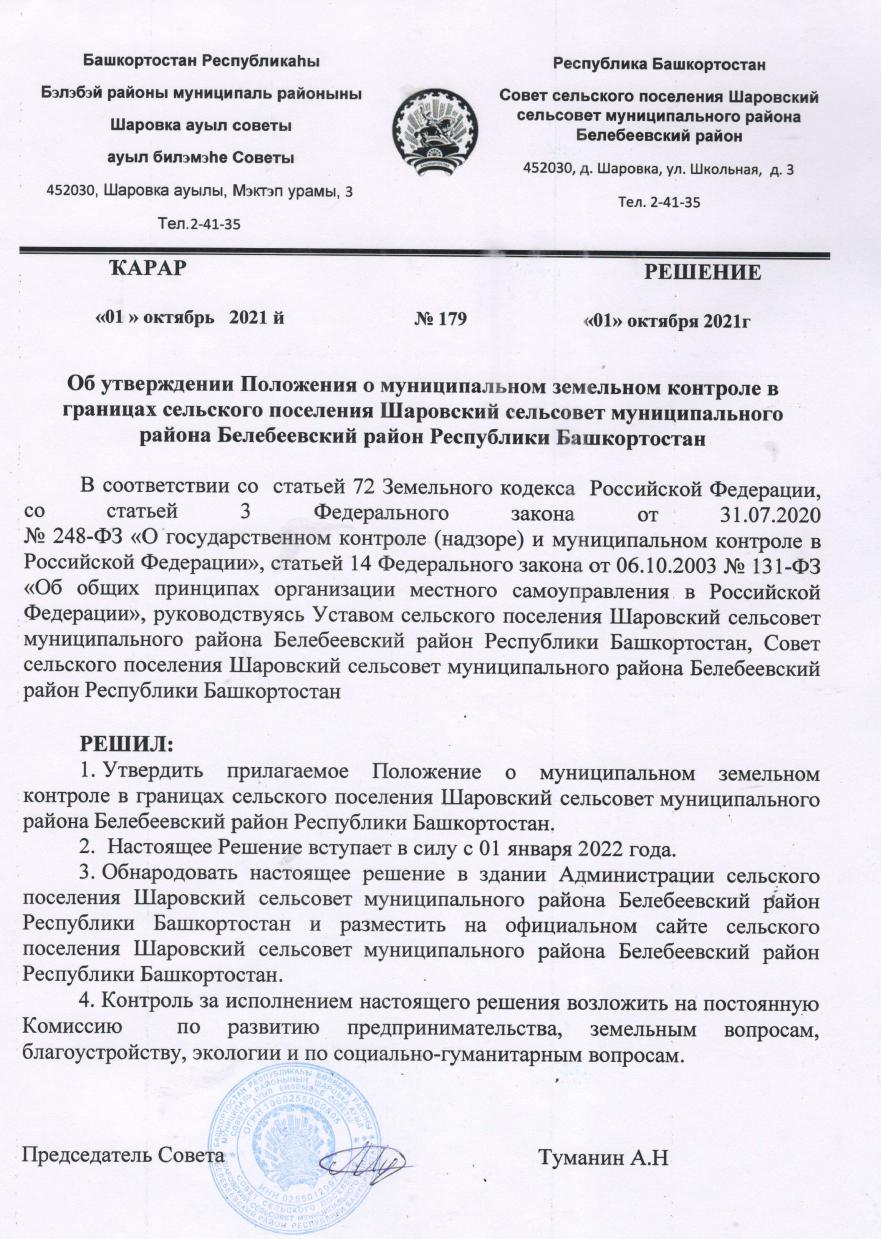 Башкортостан Республикаһы
Бэлэбэй районы муниципаль районыны
Шаровка ауыл советы
ауыл билэмэһе Советы
452030, Шаровка ауылы, Мэктэп урамы, 3
Тел.2-41-35
Республика Башкортостан
Совет сельского поселения Шаровский
сельсовет муниципального района
Белебеевский район
452030, д. Шаровка, ул. Школьная, д. 3
Тел. 2-41-35
ҠАРАР
РЕШЕНИЕ
«01 » октябрь 2021 й
№ 179
«01» октября 2021г
Об утверждении Положения о муниципальном земельном контроле в
границах сельского поселения Шаровский сельсовет муниципального
района Белебеевский район Республики Башкортостан
В соответствии со статьей 72 Земельного кодекса Российской Федерации,
со статьей 3 Федерального закона от 31.07.2020
№ 248-ФЗ «О государственном контроле (надзоре) и муниципальном контроле в
Российской Федерации», статьей 14 Федерального закона от 06.10.2003 № 131-ФЗ
«Об общих принципах организации местного самоуправления в Российской
Федерации», руководствуясь Уставом сельского поселения Шаровский сельсовет
муниципального района Белебеевский район Республики Башкортостан, Совет
сельского поселения Шаровский сельсовет муниципального района Белебеевский
район Республики Башкортостан
РЕШИЛ:
1. Утвердить прилагаемое Положение о муниципальном земельном
контроле в границах сельского поселения Шаровский сельсовет муниципального
района Белебеевский район Республики Башкортостан.
2. Настоящее Решение вступает в силу с 01 января 2022 года.
3. Обнародовать настоящее решение в здании Администрации сельского
поселения Шаровский сельсовет муниципального района Белебеевский район
Республики Башкортостан и разместить на официальном сайте сельского
поселения Шаровский сельсовет муниципального района Белебеевский район
Республики Башкортостан.
4. Контроль за исполнением настоящего решения возложить на постоянную
Комиссию по развитию предпринимательства, земельным вопросам,
благоустройству, экологии и по социально-гуманитарным вопросам.
Председатель Совета
Туманин А.Н